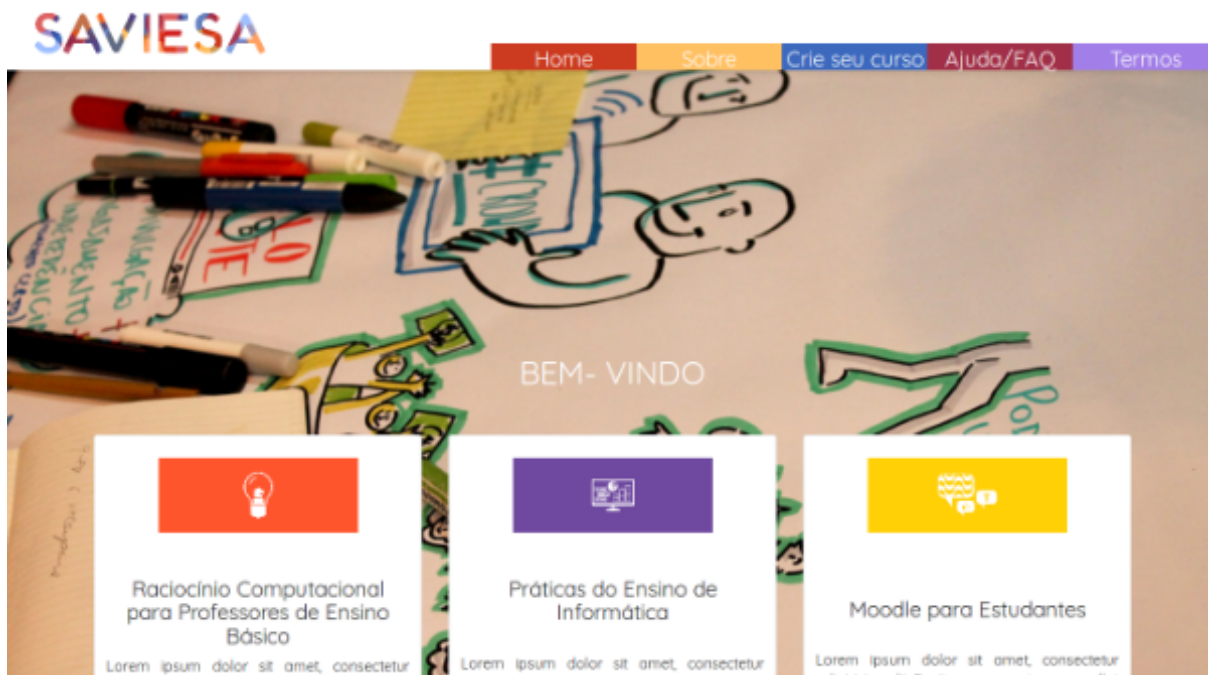 SAVIESA
Home Sobre Crie seu curso Ajuda/FAQ Termos
BEM- VINDO
Raciocínio Computacional
para Professores de Ensino
Básico
Lorem ipsum dolor sit amet, consectetur
Práticas do Ensino de
Informática
Lorem ipsum dolor sit amet, consectetur
Moodle para Estudantes
Lorem ipsum dolor sit amet, consectetur